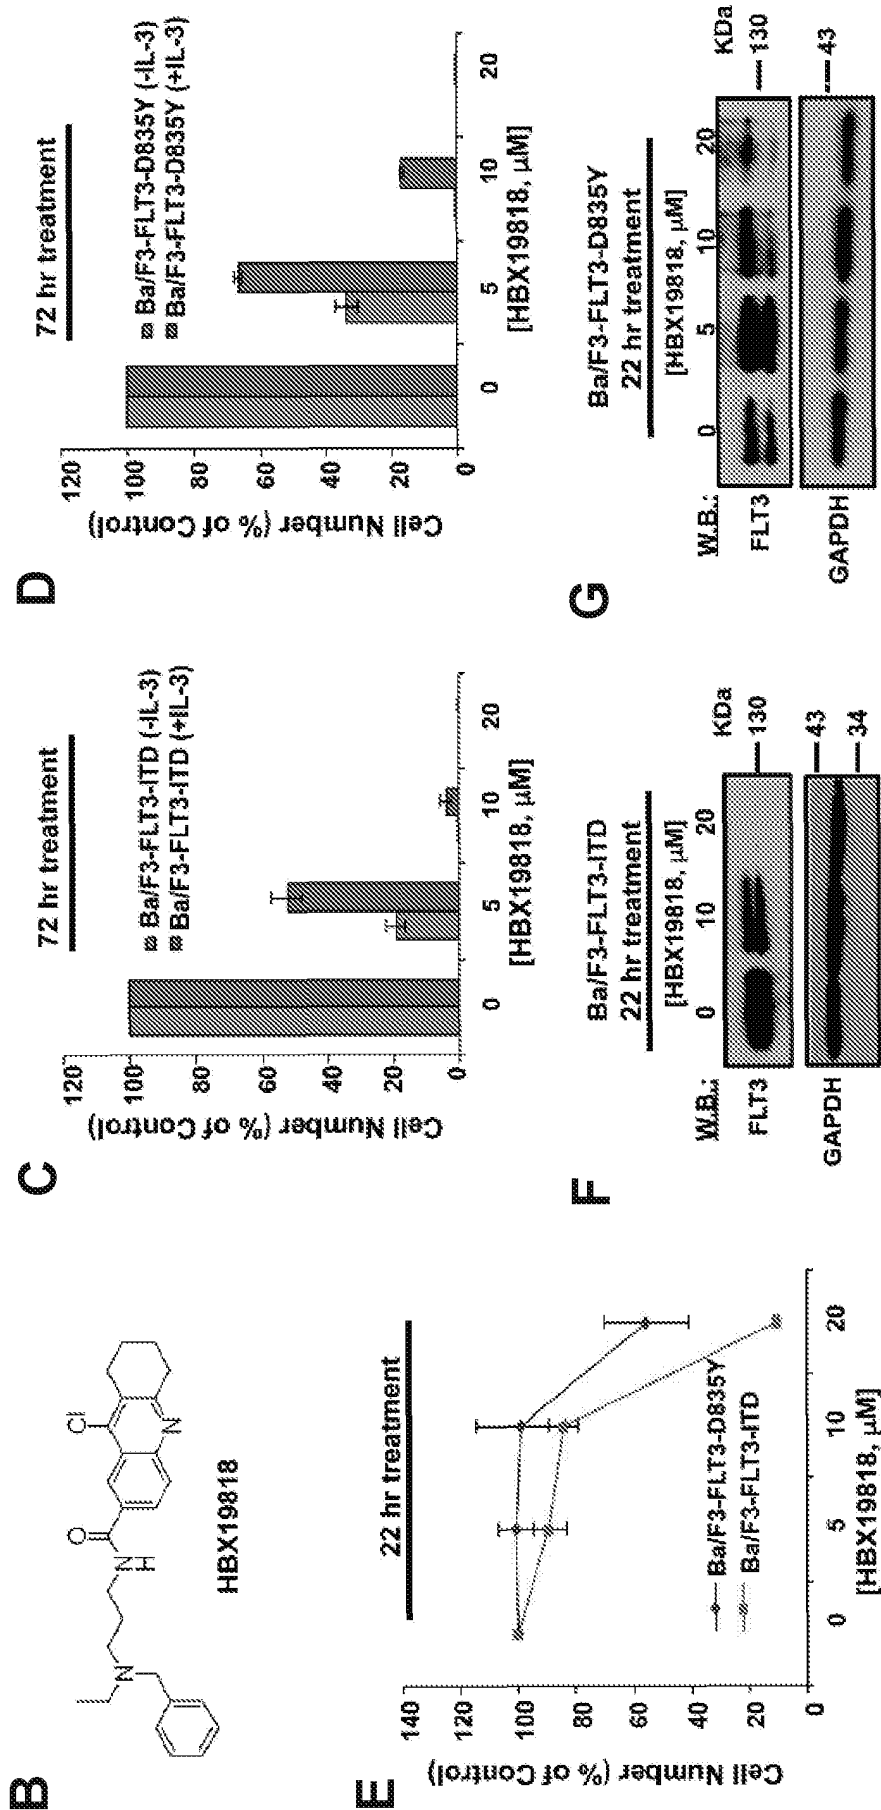 B
Cl
O
N
N
H
N
HBX19818
C
72 hr treatment
Ba/F3-FLT3-ITD (-IL-3)
Ba/F3-FLT3-ITD (+IL-3)
Cell Number (% of Control)
120
100
80
60
40
20
0
0 5 10 20
[HBX19818, µM]
D
72 hr treatment
Ba/F3-FLT3-D835Y (-IL-3)
Ba/F3-FLT3-D835Y (+IL-3)
Cell Number (% of Control)
120
100
80
60
40
20
0
0 5 10 20
[HBX19818, µM]
E
22 hr treatment
Cell Number (% of Control)
140
120
100
80
60
40
20
0
Ba/F3-FLT3-D835Y
Ba/F3-FLT3-ITD
0 5 10 20
[HBX19818, µM]
F
Ba/F3-FLT3-ITD
22 hr treatment
[HBX19818, µM]
W.B.: 0 10 20 KDa
FLT3 130
GAPDH 43
34
G
Ba/F3-FLT3-D835Y
22 hr treatment
[HBX19818, µM]
W.B.: 0 5 10 20 KDa
FLT3 130
GAPDH 43